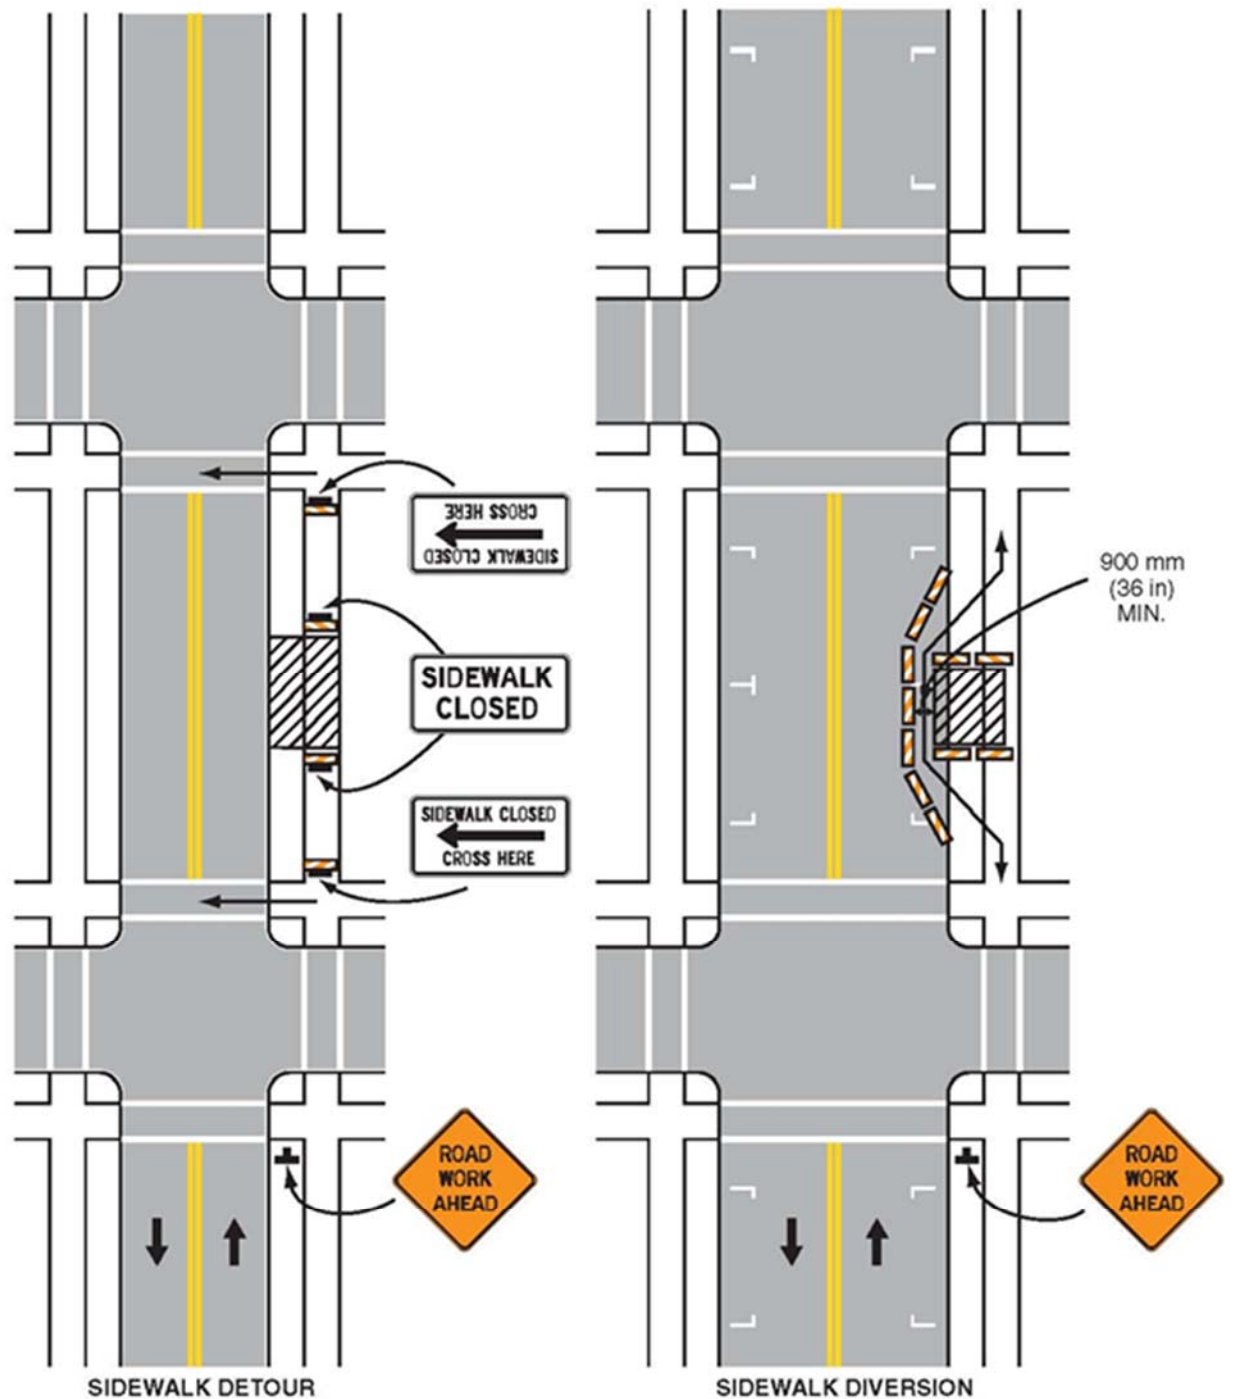 CROSS HERE
SIDEWALK CLOSED
SIDEWALK
CLOSED
SIDEWALK CLOSED
CROSS HERE
900 mm
(36 in)
MIN.
ROAD
WORK
AHEAD
ROAD
WORK
AHEAD
SIDEWALK DETOUR
SIDEWALK DIVERSION